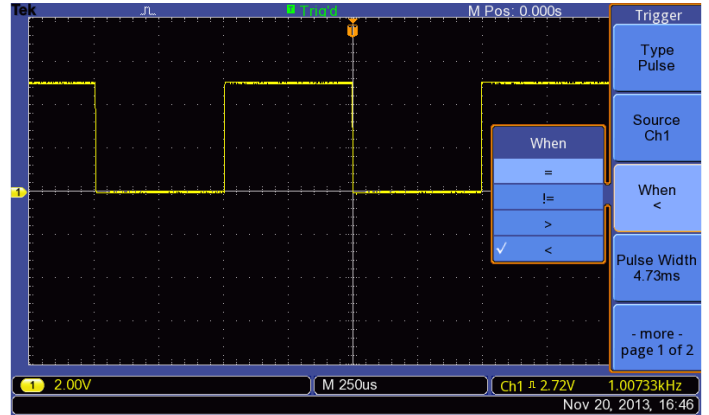 Tek Trig'd M Pos: 0.000s
T
Trigger
Type
Pulse
Source
Ch1
When
<
Pulse Width
4.73ms
- more -
page 1 of 2
When
=
!=
>
<
1
1 2.00V M 250us Ch1 2.72V 1.00733kHz
Nov 20, 2013, 16:46